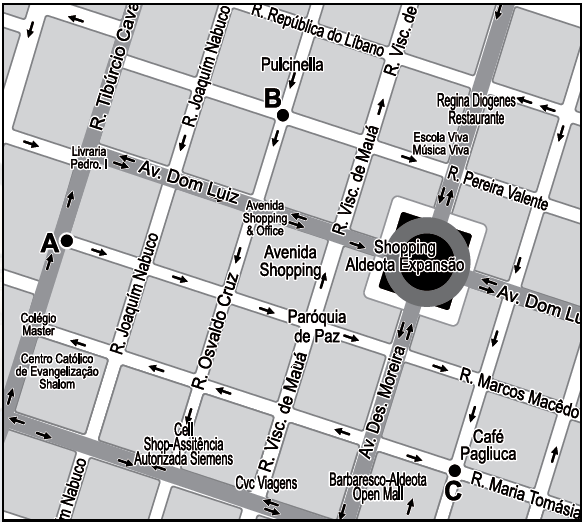 R. República do Líbano
R. Visc. de
R. Tibúrcio Cava
R. Joaquím Nabuco
Pulcinella
B
Regina Diogenes
Restaurante
Escola Viva
Música Viva
Livraria
Pedro. I
Av. Dom Luiz
R. Visc. de Mauá
R. Pereira Valente
Avenida
Shopping
& Office
A
Avenida
Shopping
Shopping
Aldeota Expansão
R. Joaquím Nabuco
R. Osvaldo Cruz
Av. Dom Lu
Colégio
Master
Paróquia
de Paz
Centro Católico
de Evangelização
Shalom
R. Visc. de Mauá
Av. Des. Moreira
R. Marcos Macêdo
Cell
Shop-Assitência
Autorizada Siemens
Café
Pagliuca
m Nabuco
Cvc Viagens
Barbaresco-Aldeota
Open Mall
C
R. Maria Tomásia